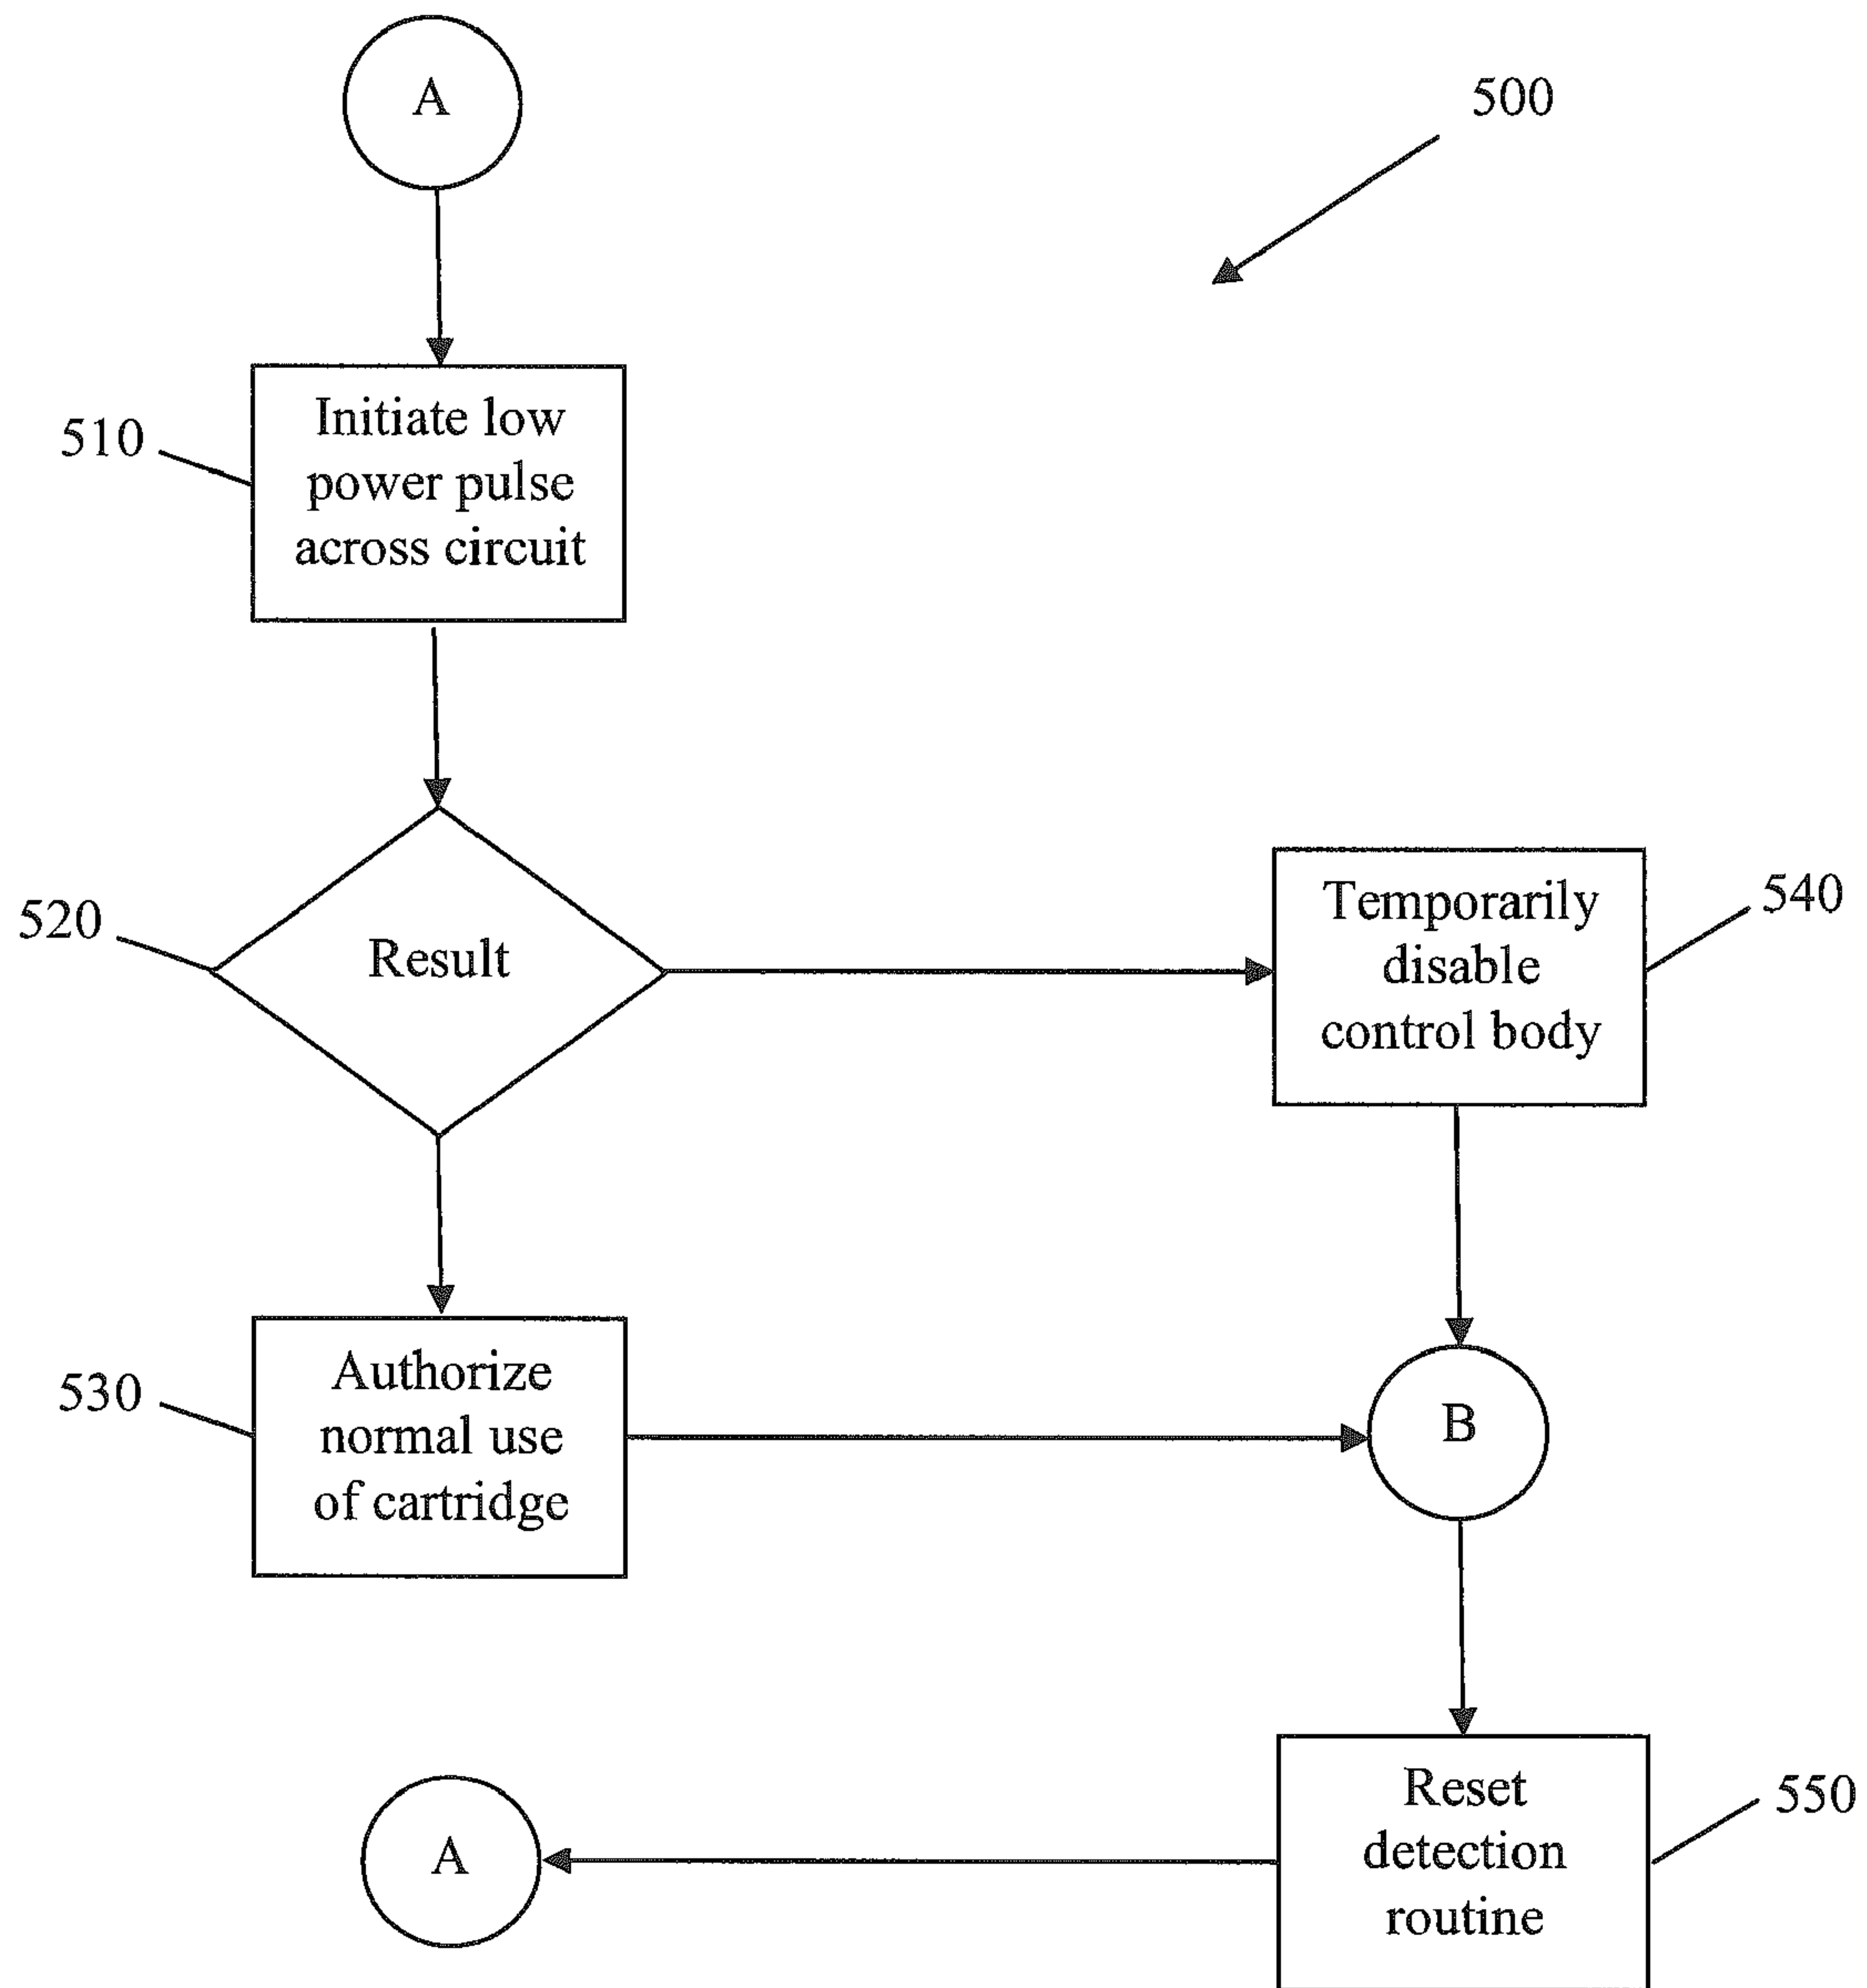 A
500
510
Initiate low
power pulse
across circuit
520
Result
Temporarily
disable
control body
540
530
Authorize
normal use
of cartridge
B
A
Reset
detection
routine
550